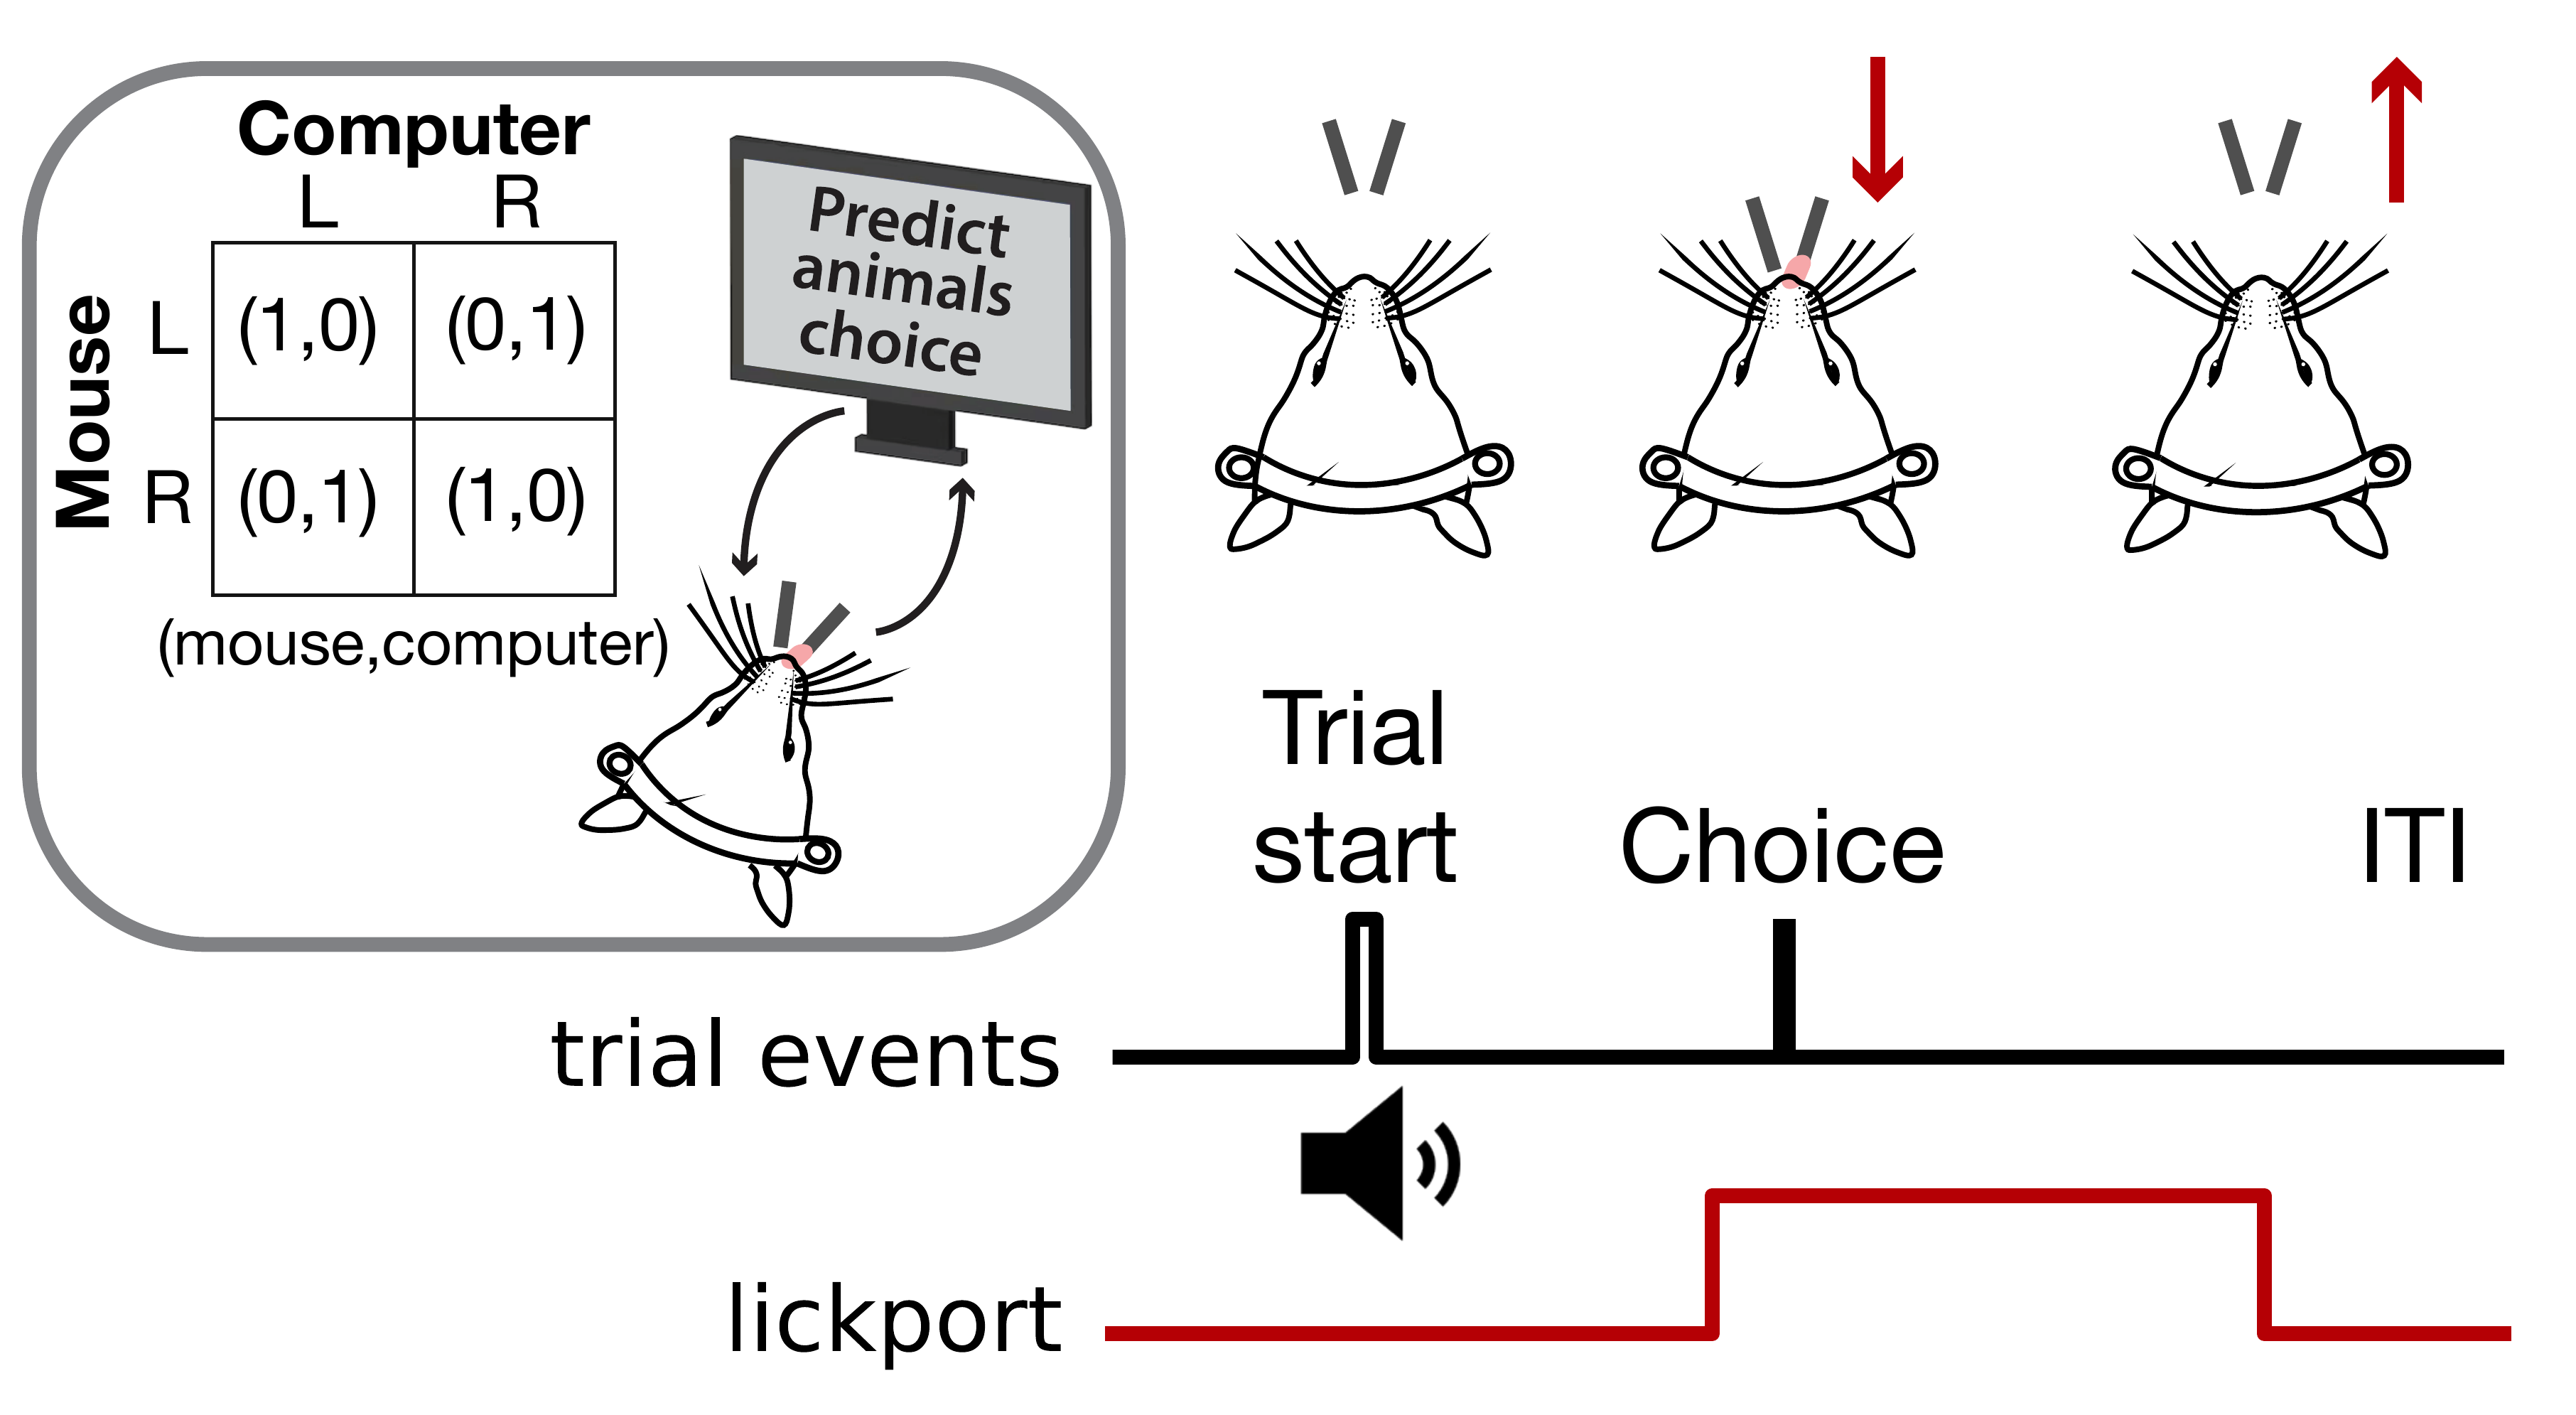 Computer
L R
Mouse
L (1,0) (0,1)
R (0,1) (1,0)
(mouse,computer)
Predict
animals
choice
Trial
start
Choice
ITI
trial events
lickport